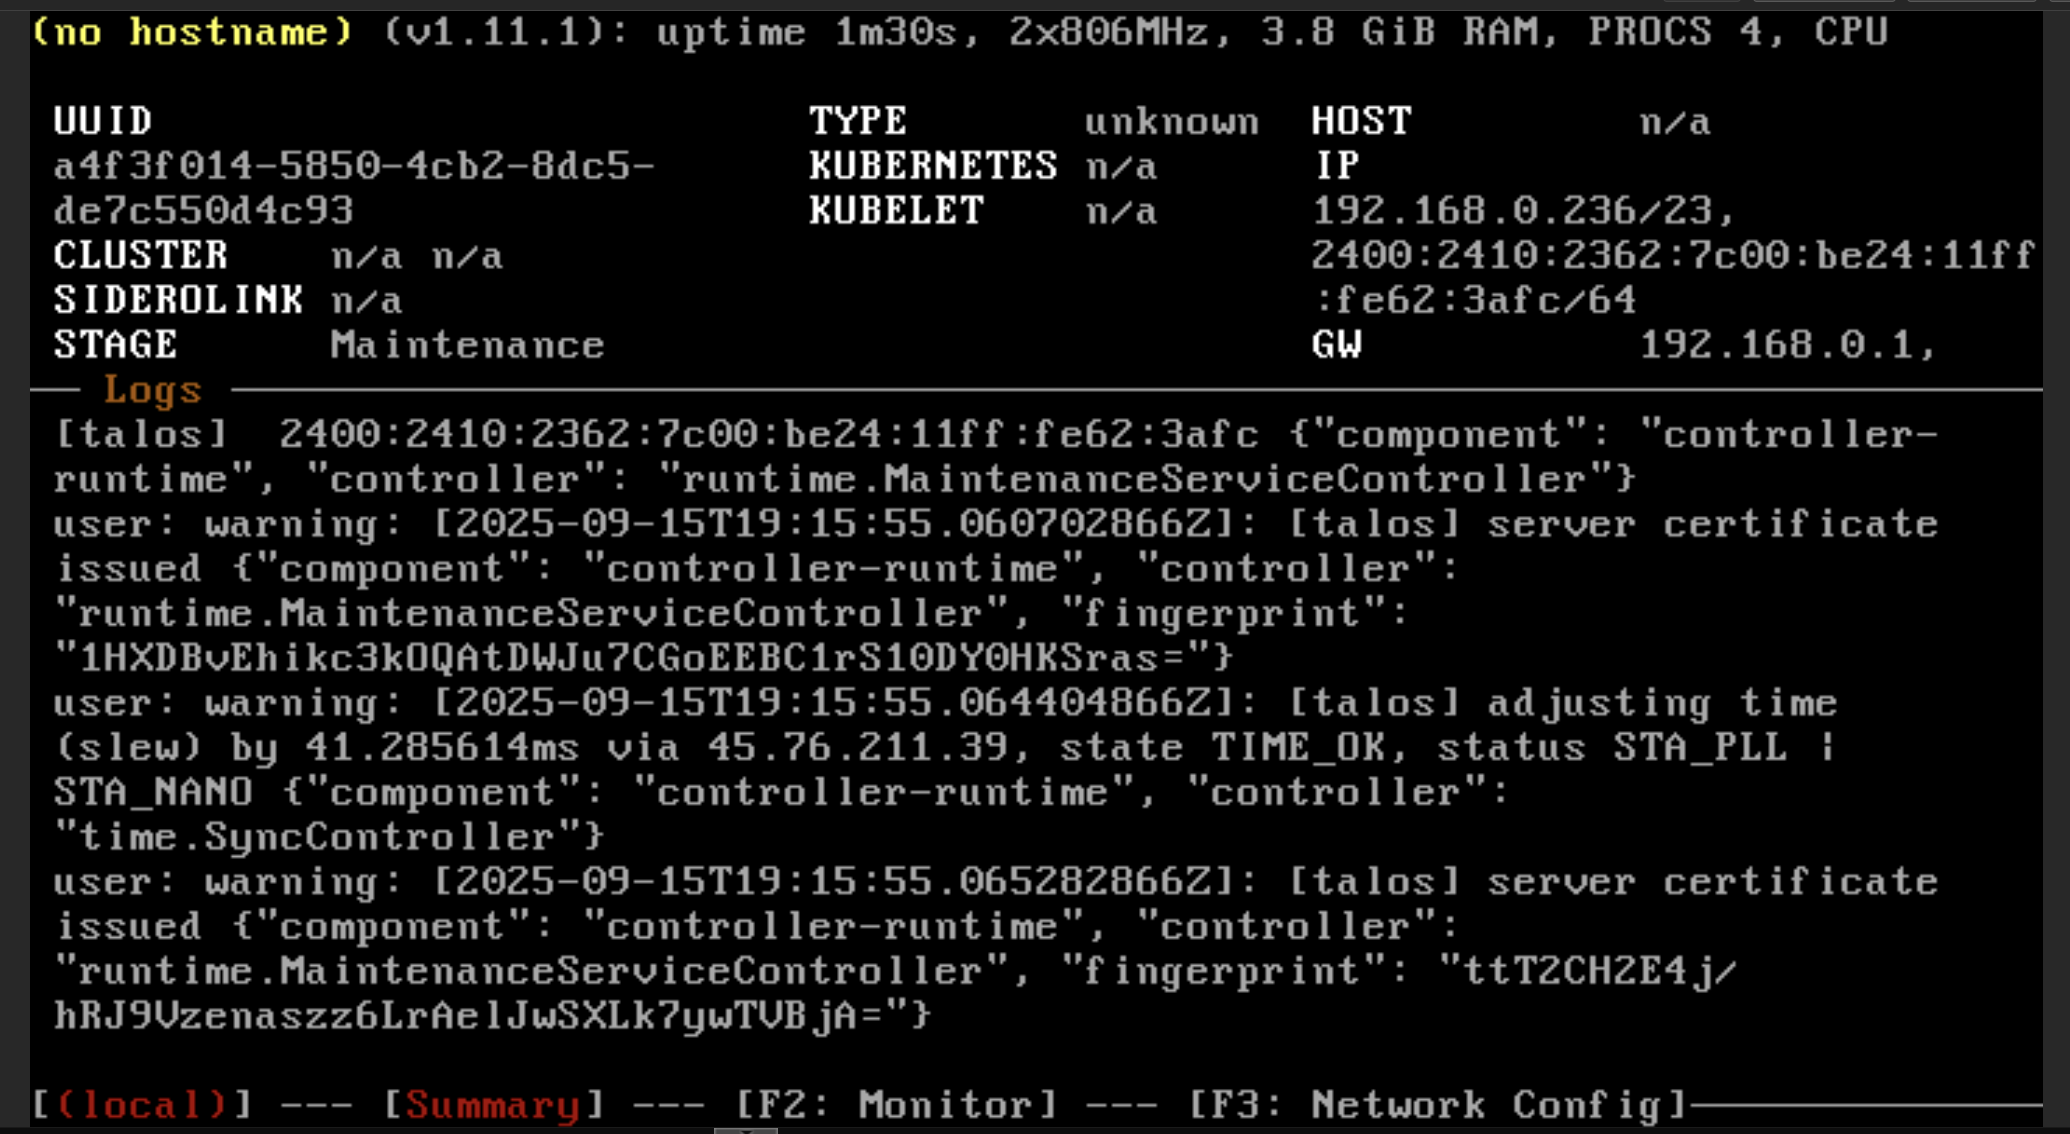 (no hostname) (v1.11.1): uptime 1m30s, 2x806MHz, 3.8 GiB RAM, PROCS 4, CPU
UUID TYPE unknown HOST n/a
a4f3f014-5850-4cb2-8dc5- KUBERNETES n/a IP
de7c550d4c93 KUBELET n/a 192.168.0.236/23,
CLUSTER n/a n/a 2400:2410:2362:7c00:be24:11ff
SIDEROLINK n/a :fe62:3afc/64
STAGE Maintenance GW 192.168.0.1,
Logs
[talos]  2400:2410:2362:7c00:be24:11ff:fe62:3afc {"component": "controller-
runtime", "controller": "runtime.MaintenanceServiceController"}
user: warning: [2025-09-15T19:15:55.060702866Z]: [talos] server certificate
issued {"component": "controller-runtime", "controller":
"runtime.MaintenanceServiceController", "fingerprint":
"1HXDBvEhikc3kOQAtDWJu7CGoEEBC1rS10DY0HKSras="}
user: warning: [2025-09-15T19:15:55.064404866Z]: [talos] adjusting time
(slew) by 41.285614ms via 45.76.211.39, state TIME_OK, status STA_PLL |
STA_NANO {"component": "controller-runtime", "controller":
"time.SyncController"}
user: warning: [2025-09-15T19:15:55.065282866Z]: [talos] server certificate
issued {"component": "controller-runtime", "controller":
"runtime.MaintenanceServiceController", "fingerprint": "ttT2CH2E4j/
hRJ9Vzenaszz6LrAelJwSXLk7ywTVBjA="}
[(local)] --- [Summary] --- [F2: Monitor] --- [F3: Network Config]